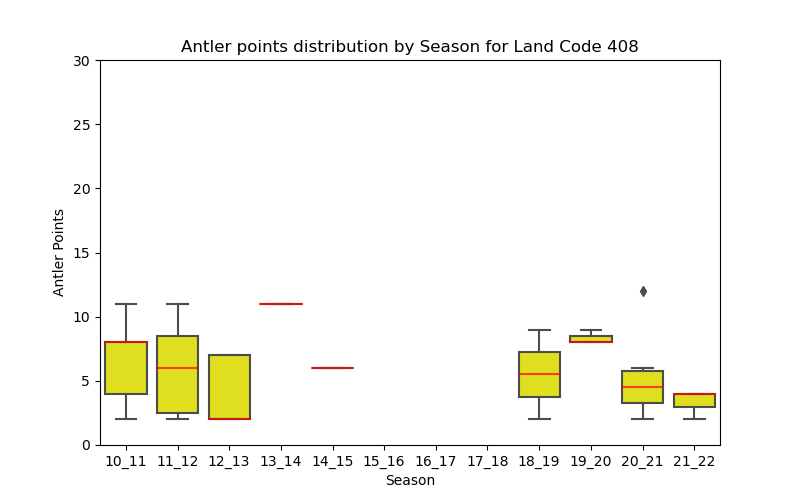 Antler points distribution by Season for Land Code 408
30
25
20
15
10
5
0
Antler Points
10_11 11_12 12_13 13_14 14_15 15_16 16_17 17_18 18_19 19_20 20_21 21_22
Season